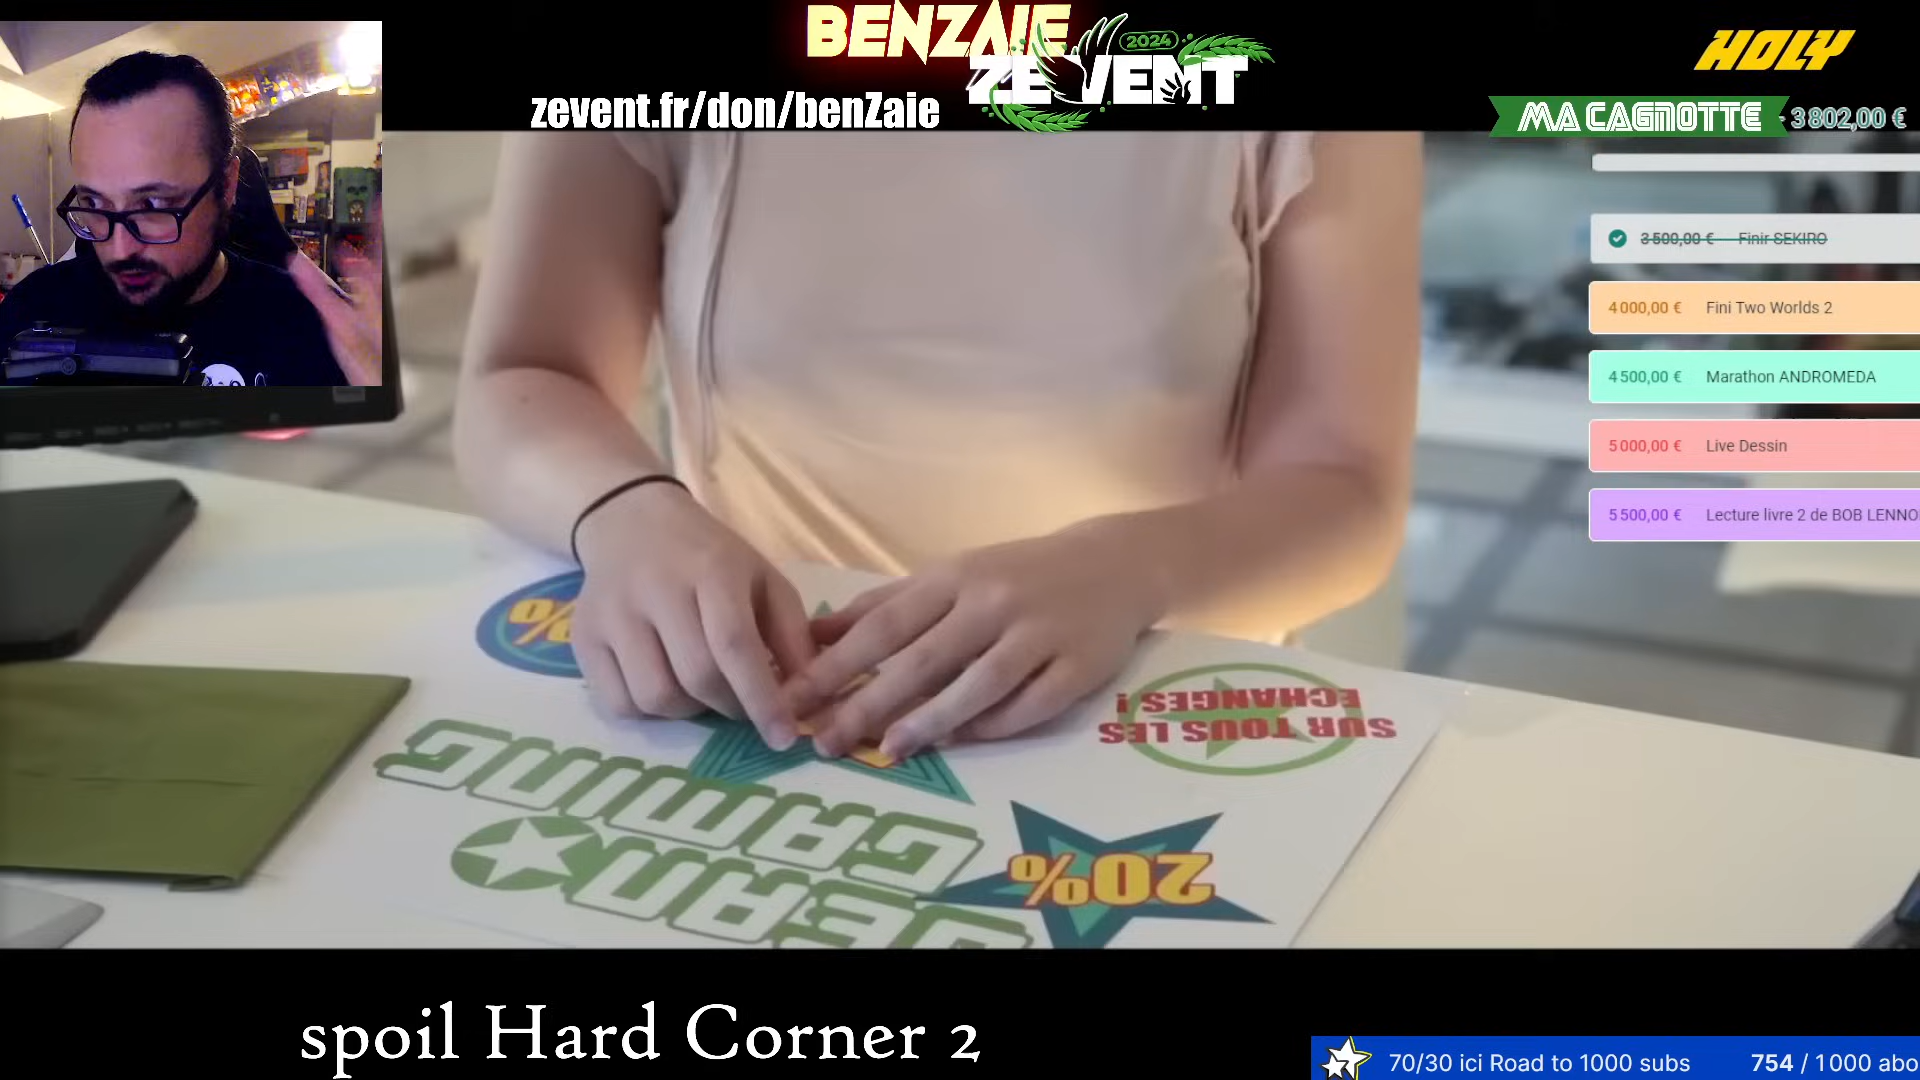 BENZAIE
ZEVENT
2024
HOLY
zevent.fr/don/benZaie
MA CAGNOTTE - 3 802,00 €
3 500,00 € Finir SEKIRO
4 000,00 € Fini Two Worlds 2
4 500,00 € Marathon ANDROMEDA
5 000,00 € Live Dessin
5 500,00 € Lecture livre 2 de BOB LENNO
%
SUR TOUS LES
ECHANGES !
JEAN
GAMING
20%
spoil Hard Corner 2
70/30 ici Road to 1000 subs 754 / 1000 abo